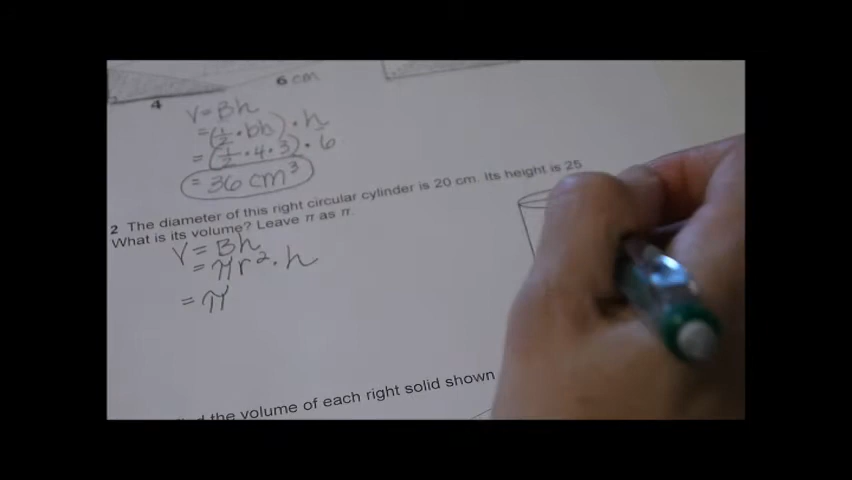 6 cm
4
V = Bh
= (1/2 · bh) · h
= (1/2 · 4 · 3) · 6
= 36 cm³
2 The diameter of this right circular cylinder is 20 cm. Its height is 25
What is its volume? Leave π as π.
V = Bh
= πr² · h
= π
the volume of each right solid shown